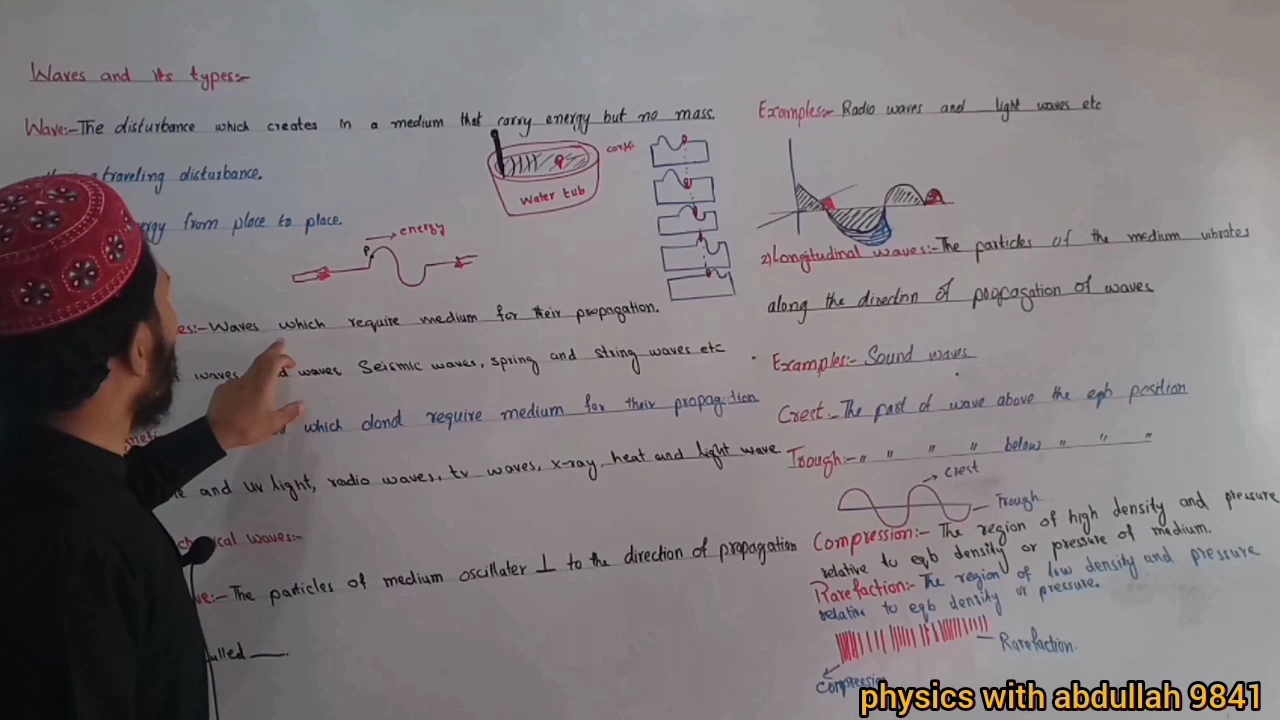 Waves and its types:-
Wave:- The disturbance which creates in a medium that carry energy but no mass.
traveling disturbance.
from place to place.
energy
P
water tub
es:- Waves which require medium for their propagation.
waves waves Seismic waves, spring and string waves etc
which dond require medium for their propagation
and UV light, radio waves, tv waves, x-ray, heat and light wave
waves:-
:- The particles of medium oscillater ⊥ to the direction of propagation
Examples:- Radio waves and light waves etc
2) Longitudinal waves:- The particles of the medium vibrates
along the direction of propagation of waves
Examples:- Sound waves
Crest:- The part of wave above the eqb position
Trough:- " " " " below " " "
Crest
Trough
Compression:- The region of high density and pressure
relative to eqb density or pressure of medium.
Rarefaction:- The region of low density and pressure
relative to eqb density or pressure.
Rarefaction.
Compression
physics with abdullah 9841